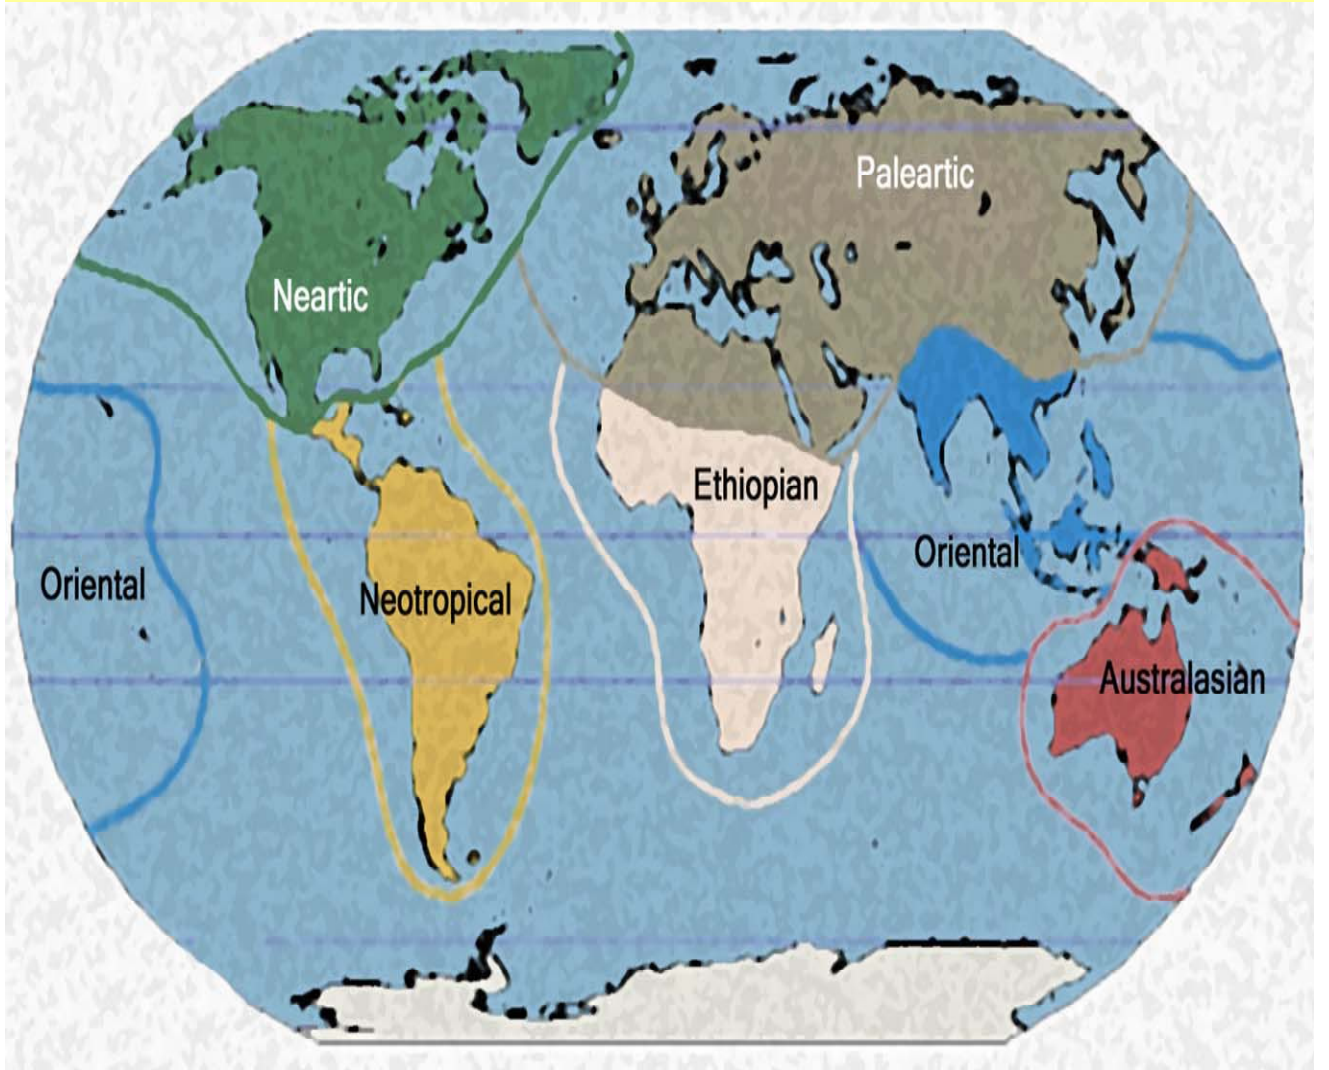 Paleartic
Neartic
Ethiopian
Oriental
Oriental
Neotropical
Australasian